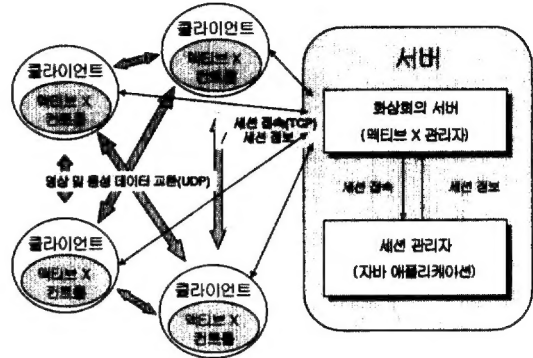 클라이언트
액티브 X
컨트롤
클라이언트
액티브 X
컨트롤
서버
화상회의 서버
(액티브 X 관리자)
세션 접속(TCP)
세션 정보
영상 및 음성 데이터 교환(UDP)
세션 접속
세션 정보
클라이언트
액티브 X
컨트롤
클라이언트
액티브 X
컨트롤
세션 관리자
(자바 애플리케이션)